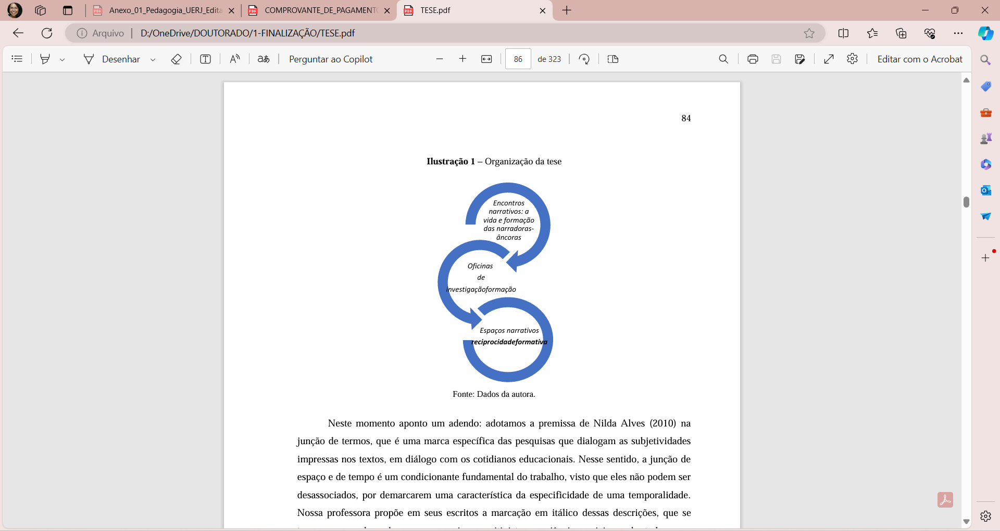 Anexo_01_Pedagogia_UERJ_Edita
COMPROVANTE_DE_PAGAMENTO
TESE.pdf
Arquivo
D:/OneDrive/DOUTORADO/1-FINALIZAÇÃO/TESE.pdf
Desenhar
Perguntar ao Copilot
86
de 323
Editar com o Acrobat
84
Ilustração 1 – Organização da tese
Encontros
narrativos: a
vida e formação
das narradoras-
âncoras
Oficinas
de
investigaçãoformação
Espaços narrativos
reciprocidadeformativa
Fonte: Dados da autora.
Neste momento aponto um adendo: adotamos a premissa de Nilda Alves (2010) na
junção de termos, que é uma marca específica das pesquisas que dialogam as subjetividades
impressas nos textos, em diálogo com os cotidianos educacionais. Nesse sentido, a junção de
espaço e de tempo é um condicionante fundamental do trabalho, visto que eles não podem ser
desassociados, por demarcarem uma característica da especificidade de uma temporalidade.
Nossa professora propõe em seus escritos a marcação em itálico dessas descrições, que se